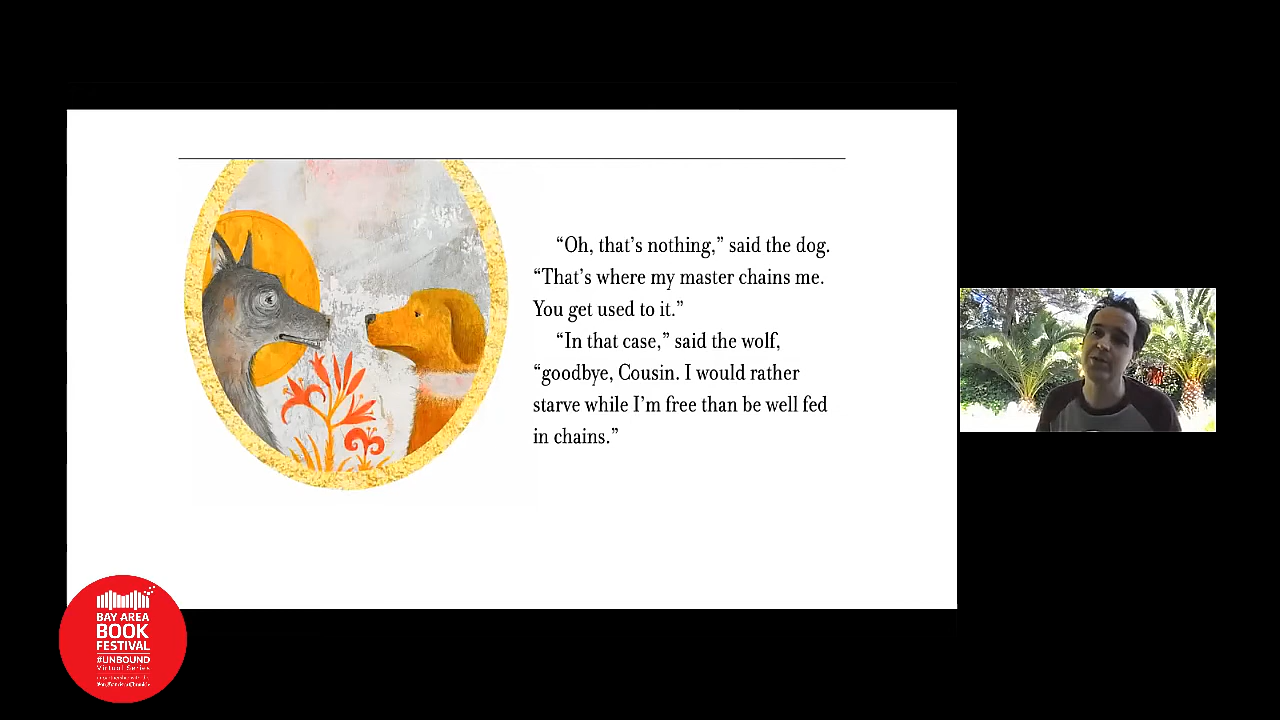 “Oh, that’s nothing,” said the dog.
“That’s where my master chains me.
You get used to it.”
“In that case,” said the wolf,
“goodbye, Cousin. I would rather
starve while I’m free than be well fed
in chains.”
BAY AREA
BOOK
FESTIVAL
#UNBOUND
Virtual Series